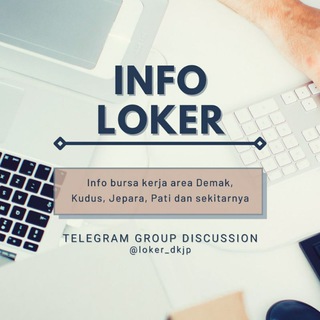 INFO
LOKER
Info bursa kerja area Demak,
Kudus, Jepara, Pati dan sekitarnya
TELEGRAM GROUP DISCUSSION
@loker_dkjp